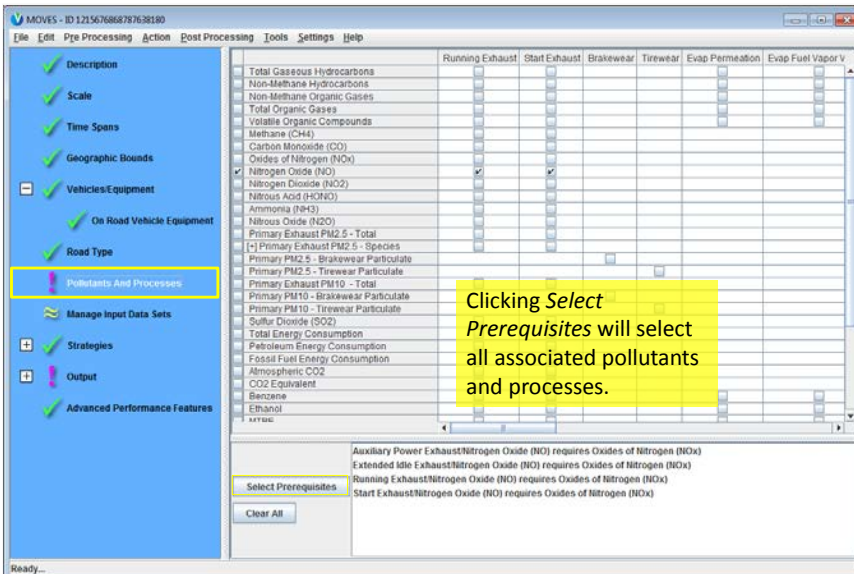 MOVES - ID 1215676868787638180
File Edit Pre Processing Action Post Processing Tools Settings Help
Description
Scale
Time Spans
Geographic Bounds
Vehicles/Equipment
On Road Vehicle Equipment
Road Type
Pollutants And Processes
Manage Input Data Sets
Strategies
Output
Advanced Performance Features
Running Exhaust Start Exhaust Brakewear Tirewear Evap Permeation Evap Fuel Vapor V
Total Gaseous Hydrocarbons
Non-Methane Hydrocarbons
Non-Methane Organic Gases
Total Organic Gases
Volatile Organic Compounds
Methane (CH4)
Carbon Monoxide (CO)
Oxides of Nitrogen (NOx)
Nitrogen Oxide (NO)
Nitrogen Dioxide (NO2)
Nitrous Acid (HONO)
Ammonia (NH3)
Nitrous Oxide (N2O)
Primary Exhaust PM2.5 - Total
[+] Primary Exhaust PM2.5 - Species
Primary PM2.5 - Brakewear Particulate
Primary PM2.5 - Tirewear Particulate
Primary Exhaust PM10 - Total
Primary PM10 - Brakewear Particulate
Primary PM10 - Tirewear Particulate
Sulfur Dioxide (SO2)
Total Energy Consumption
Petroleum Energy Consumption
Fossil Fuel Energy Consumption
Atmospheric CO2
CO2 Equivalent
Benzene
Ethanol
MTBE
Clicking Select
Prerequisites will select
all associated pollutants
and processes.
Select Prerequisites
Clear All
Auxiliary Power Exhaust/Nitrogen Oxide (NO) requires Oxides of Nitrogen (NOx)
Extended Idle Exhaust/Nitrogen Oxide (NO) requires Oxides of Nitrogen (NOx)
Running Exhaust/Nitrogen Oxide (NO) requires Oxides of Nitrogen (NOx)
Start Exhaust/Nitrogen Oxide (NO) requires Oxides of Nitrogen (NOx)
Ready...